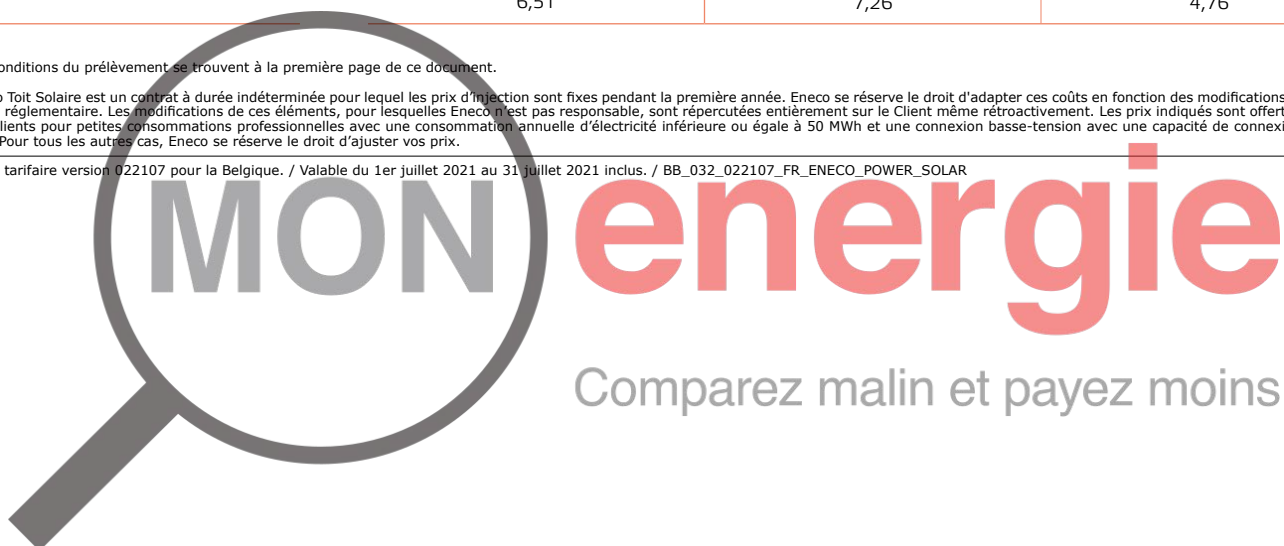 6,51 7,26 4,76
onditions du prélèvement se trouvent à la première page de ce document.
Toit Solaire est un contrat à durée indéterminée pour lequel les prix d'injection sont fixes pendant la première année. Eneco se réserve le droit d'adapter ces coûts en fonction des modifications
réglementaire. Les modifications de ces éléments, pour lesquelles Eneco n'est pas responsable, sont répercutées entièrement sur le Client même rétroactivement. Les prix indiqués sont offert
lients pour petites consommations professionnelles avec une consommation annuelle d'électricité inférieure ou égale à 50 MWh et une connexion basse-tension avec une capacité de connexi
Pour tous les autres cas, Eneco se réserve le droit d'ajuster vos prix.
tarifaire version 022107 pour la Belgique. / Valable du 1er juillet 2021 au 31 juillet 2021 inclus. / BB_032_022107_FR_ENECO_POWER_SOLAR
MON energie
Comparez malin et payez moins